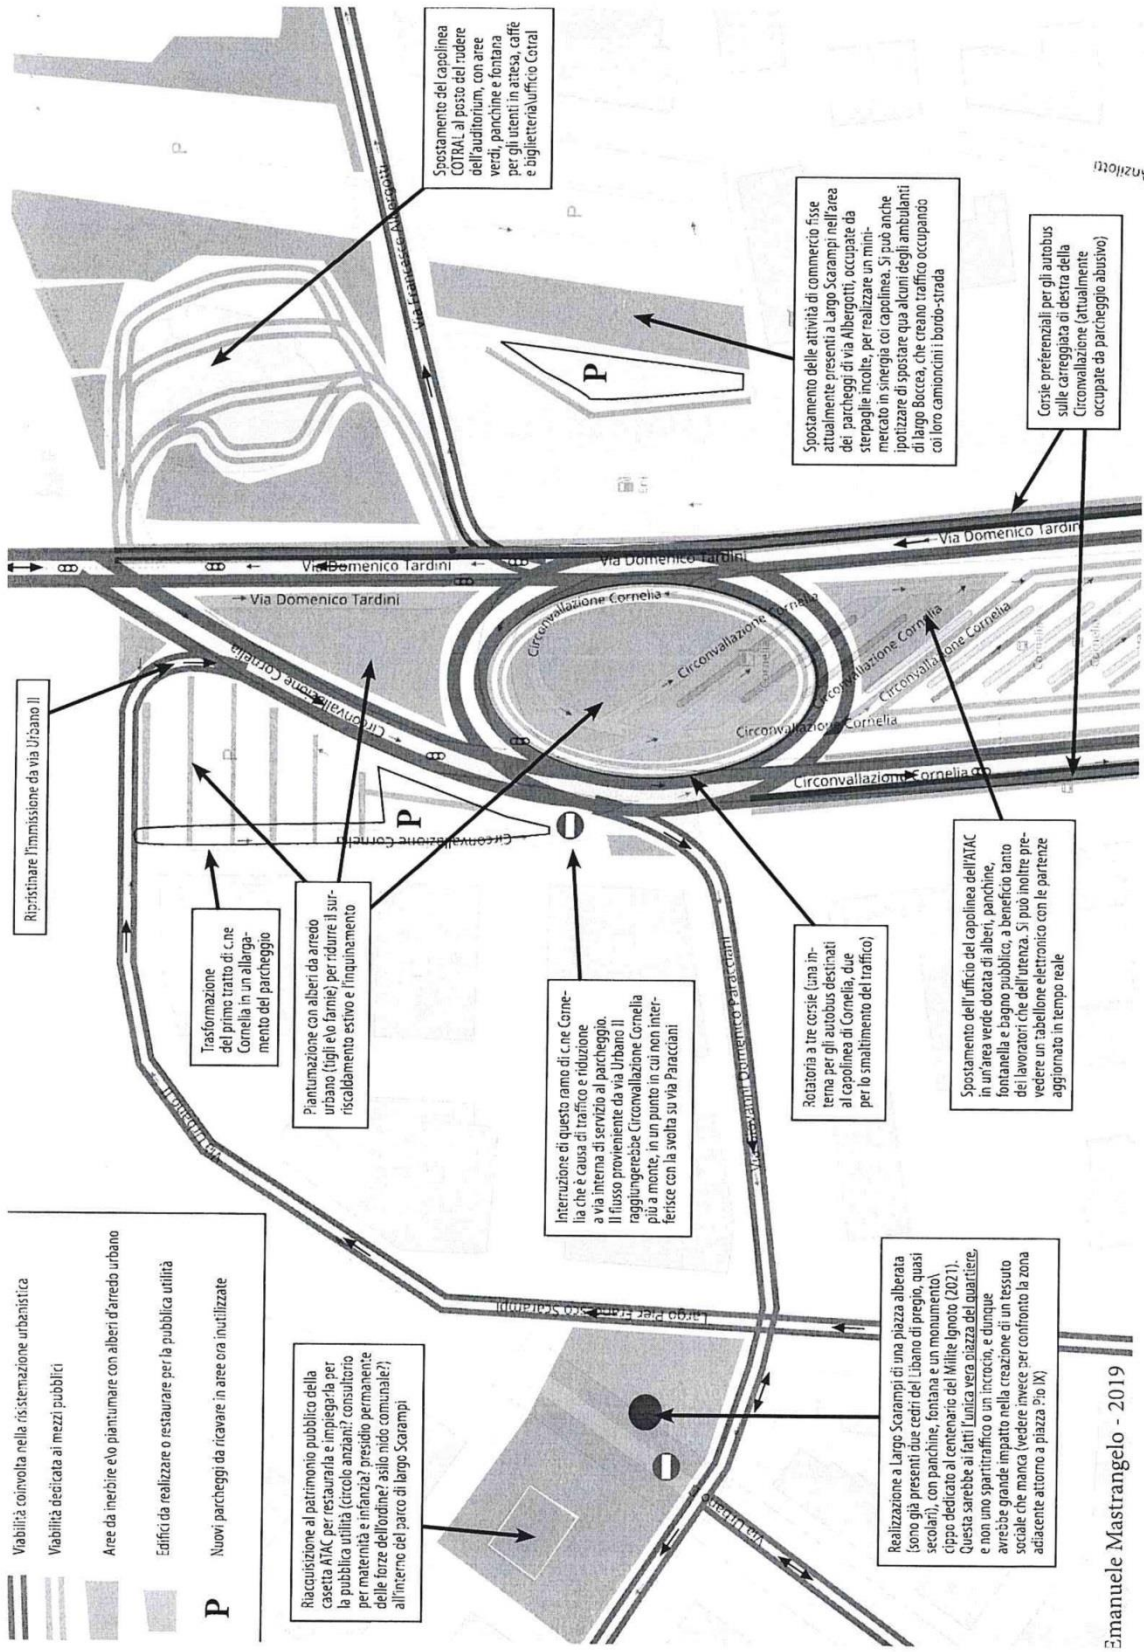 Viabilità coinvolta nella risistemazione urbanistica
Viabilità dedicata ai mezzi pubblici
Aree da inerbire e\o piantumare con alberi d'arredo urbano
Edifici da realizzare o restaurare per la pubblica utilità
P
Nuovi parcheggi da ricavare in aree ora inutilizzate
Ripristinare l'immissione da via Urbano II
Trasformazione
del primo tratto di c.ne
Cornelia in un allarga-
mento del parcheggio
Piantumazione con alberi da arredo
urbano (tigli e\o farnie) per ridurre il sur-
riscaldamento estivo e l'inquinamento
Spostamento del capolinea
COTRAL al posto del rudere
dell'auditorium, con aree
verdi, panchine e fontana
per gli utenti in attesa, caffè
e biglietteria\ufficio Cotral
Riacquisizione al patrimonio pubblico della
casetta ATAC per restaurarla e impiegarla per
la pubblica utilità (circolo anziani? consultorio
per maternità e infanzia? presidio permanente
delle forze dell'ordine? asilo nido comunale?)
all'interno del parco di largo Scarampi
Interruzione di questo ramo di c.ne Corne-
lia che è causa di traffico e riduzione
a via interna di servizio al parcheggio.
Il flusso proveniente da via Urbano II
raggiungerebbe Circonvallazione Cornelia
più a monte, in un punto in cui non inter-
ferisce con la svolta su via Paracciani
Spostamento delle attività di commercio fisse
attualmente presenti a Largo Scarampi nell'area
dei parcheggi di via Albergotti, occupate da
sterpaglie incolte, per realizzare un mini-
mercato in sinergia coi capolinea. Si può anche
ipotizzare di spostare qua alcuni degli ambulanti
di largo Boccea, che creano traffico occupando
coi loro camioncini i bordo-strada
Rotatoria a tre corsie (una in-
terna per gli autobus destinati
al capolinea di Cornelia, due
per lo smaltimento del traffico)
Corsie preferenziali per gli autobus
sulle carreggiata di destra della
Circonvallazione (attualmente
occupate da parcheggio abusivo)
Realizzazione a Largo Scarampi di una piazza alberata
(sono già presenti due cedri del Libano di pregio, quasi
secolari), con panchine, fontana e un monumento\
cippo dedicato al centenario del Milite Ignoto (2021).
Questa sarebbe ai fatti l'unica vera piazza del quartiere,
e non uno spartitraffico o un incrocio, e dunque
avrebbe grande impatto nella creazione di un tessuto
sociale che manca (vedere invece per confronto la zona
adiacente attorno a piazza Pio IX)
Spostamento dell'ufficio del capolinea dell'ATAC
in un'area verde dotata di alberi, panchine,
fontanella e bagno pubblico, a beneficio tanto
dei lavoratori che dell'utenza. Si può inoltre pre-
vedere un tabellone elettronico con le partenze
aggiornato in tempo reale
Via Urbano II
Largo Pier Francesco Scarampi
Via Giovanni Domenico Paracciani
Via Urbano II
Circonvallazione Cornelia
Circonvallazione Cornelia
Via Domenico Tardini
Via Domenico Tardini
Via Domenico Tardini
Via Domenico Tardini
Via Francesco Albergotti
Circonvallazione Cornelia
Circonvallazione Cornelia
Circonvallazione Cornelia
Circonvallazione Cornelia
Circonvallazione Cornelia
Circonvallazione Cornelia
Cornelia
Cornelia
Cornelia
P
P
P
P
P
Eni
Anzilotti
Emanuele Mastrangelo - 2019